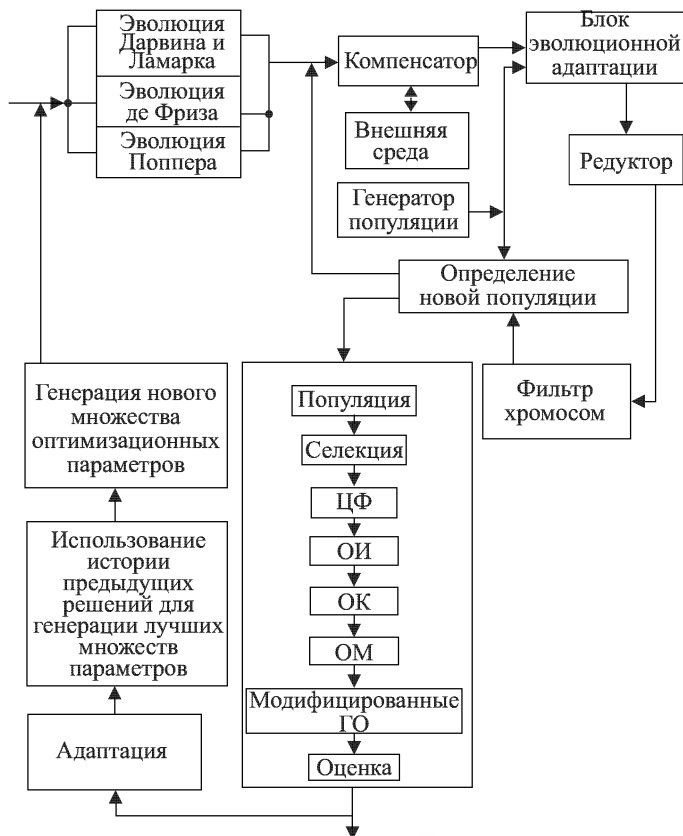 Эволюция
Дарвина и
Ламарка
Эволюция
де Фриза
Эволюция
Поппера
Компенсатор
Внешняя
среда
Блок
эволюционной
адаптации
Редуктор
Генератор
популяции
Определение
новой популяции
Фильтр
хромосом
Популяция
Селекция
ЦФ
ОИ
ОК
ОМ
Модифицированные
ГО
Оценка
Генерация нового
множества
оптимизационных
параметров
Использование
истории
предыдущих
решений для
генерации лучших
множеств
параметров
Адаптация